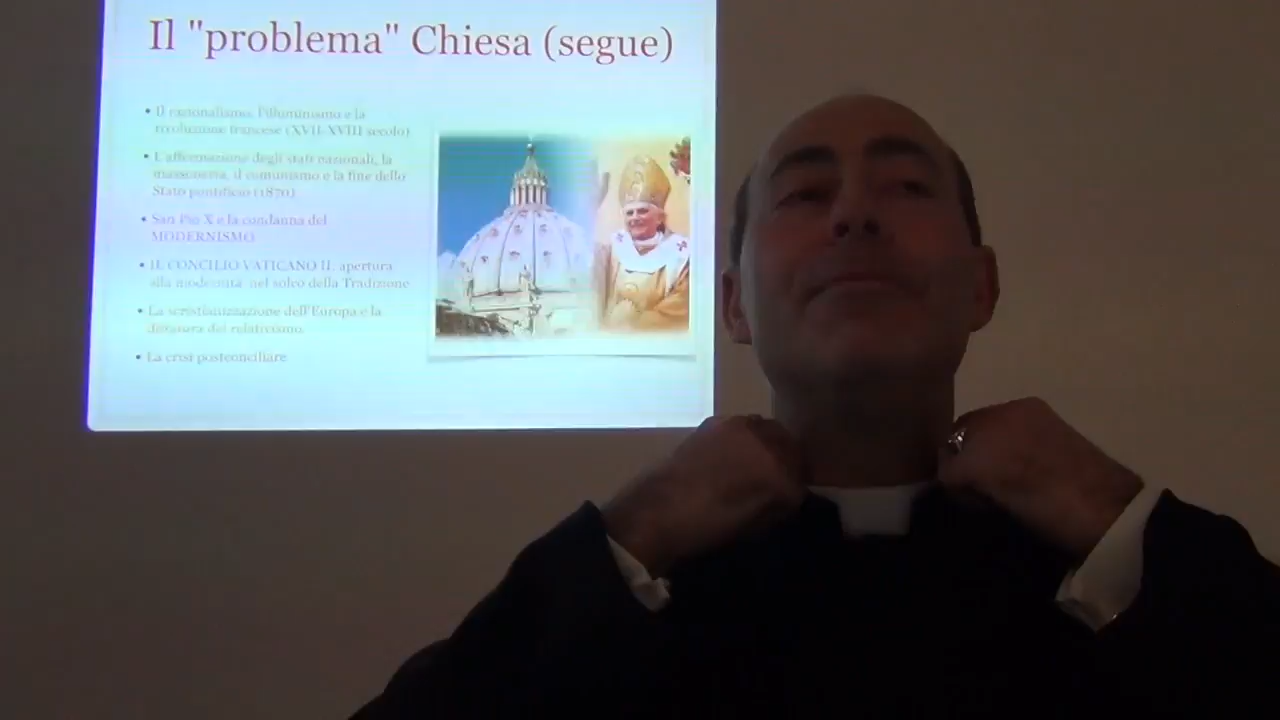 Il "problema" Chiesa (segue)
• Il razionalismo, l'illuminismo e la
rivoluzione francese (XVII-XVIII secolo)
• L'affermazione degli stati nazionali, la
massoneria, il comunismo e la fine dello
Stato pontificio (1870)
• San Pio X e la condanna del
MODERNISMO
• IL CONCILIO VATICANO II, apertura
alla modernità nel solco della Tradizione
• La scristianizzazione dell'Europa e la
dittatura del relativismo
• La crisi postconciliare